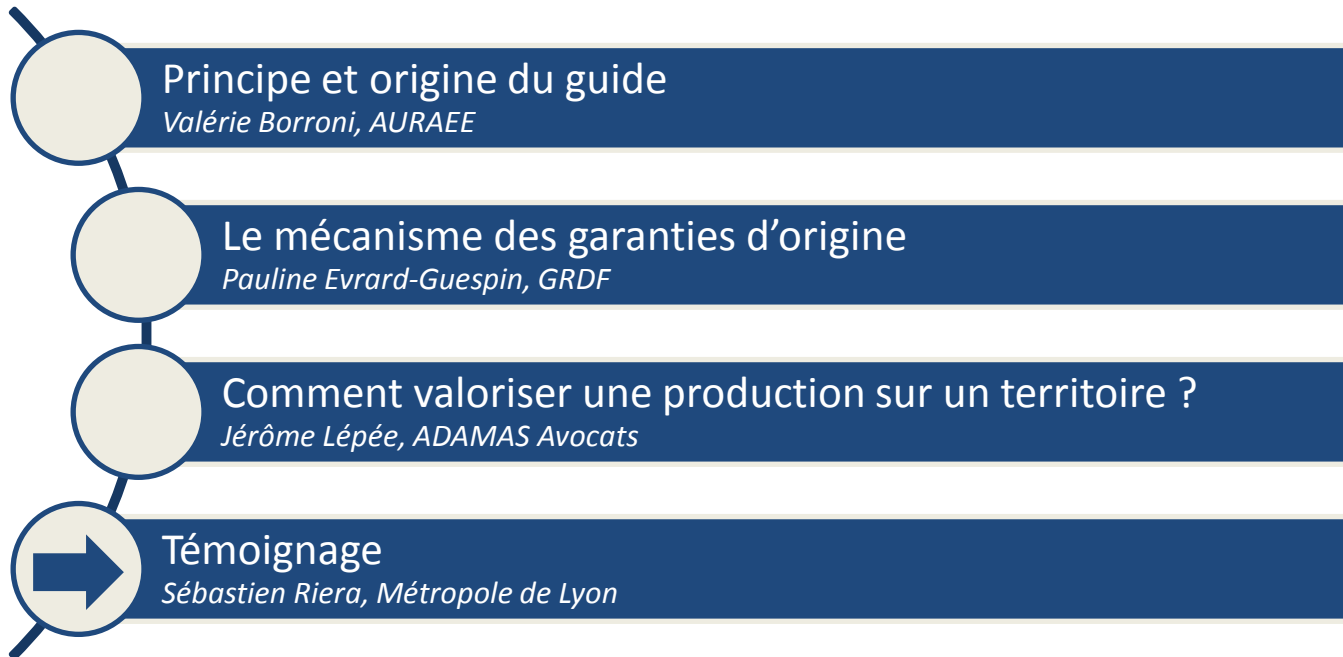 Principe et origine du guide
Valérie Borroni, AURAEE
Le mécanisme des garanties d’origine
Pauline Evrard-Guespin, GRDF
Comment valoriser une production sur un territoire ?
Jérôme Lépée, ADAMAS Avocats
Témoignage
Sébastien Riera, Métropole de Lyon